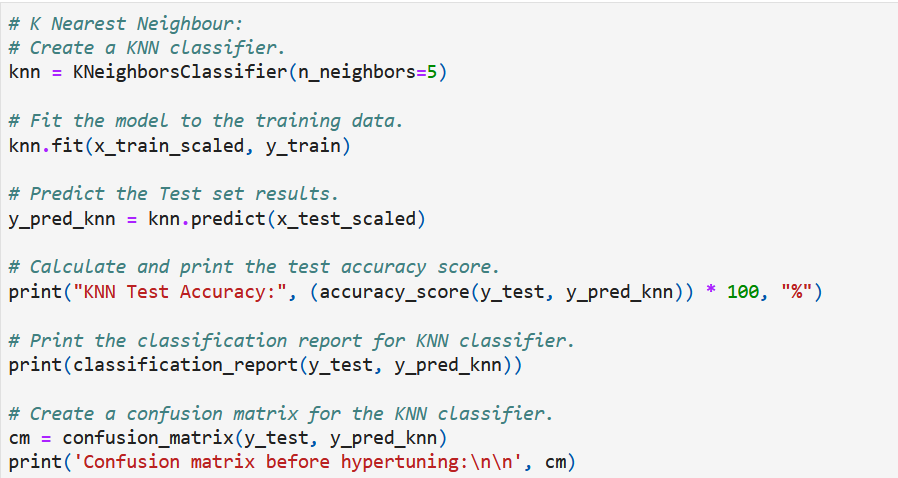 # K Nearest Neighbour:
# Create a KNN classifier.
knn = KNeighborsClassifier(n_neighbors=5)
# Fit the model to the training data.
knn.fit(x_train_scaled, y_train)
# Predict the Test set results.
y_pred_knn = knn.predict(x_test_scaled)
# Calculate and print the test accuracy score.
print("KNN Test Accuracy:", (accuracy_score(y_test, y_pred_knn)) * 100, "%")
# Print the classification report for KNN classifier.
print(classification_report(y_test, y_pred_knn))
# Create a confusion matrix for the KNN classifier.
cm = confusion_matrix(y_test, y_pred_knn)
print('Confusion matrix before hypertuning:\n\n', cm)